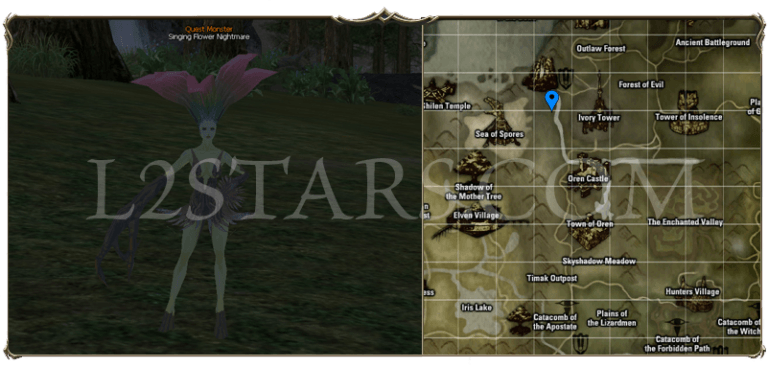 Quest Monster
Singing Flower Nightmare
L2STARS.COM
Outlaw Forest
Ancient Battleground
Forest of Evil
Shilen Temple
Ivory Tower
Tower of Insolence
Sea of Spores
Oren Castle
Shadow of
the Mother Tree
Elven Village
Town of Oren
The Enchanted Valley
Skyshadow Meadow
Timak Outpost
Hunters Village
Iris Lake
Catacomb of
the Apostate
Plains of
the Lizardmen
Catacomb of
the Witch
Catacomb of
the Forbidden Path